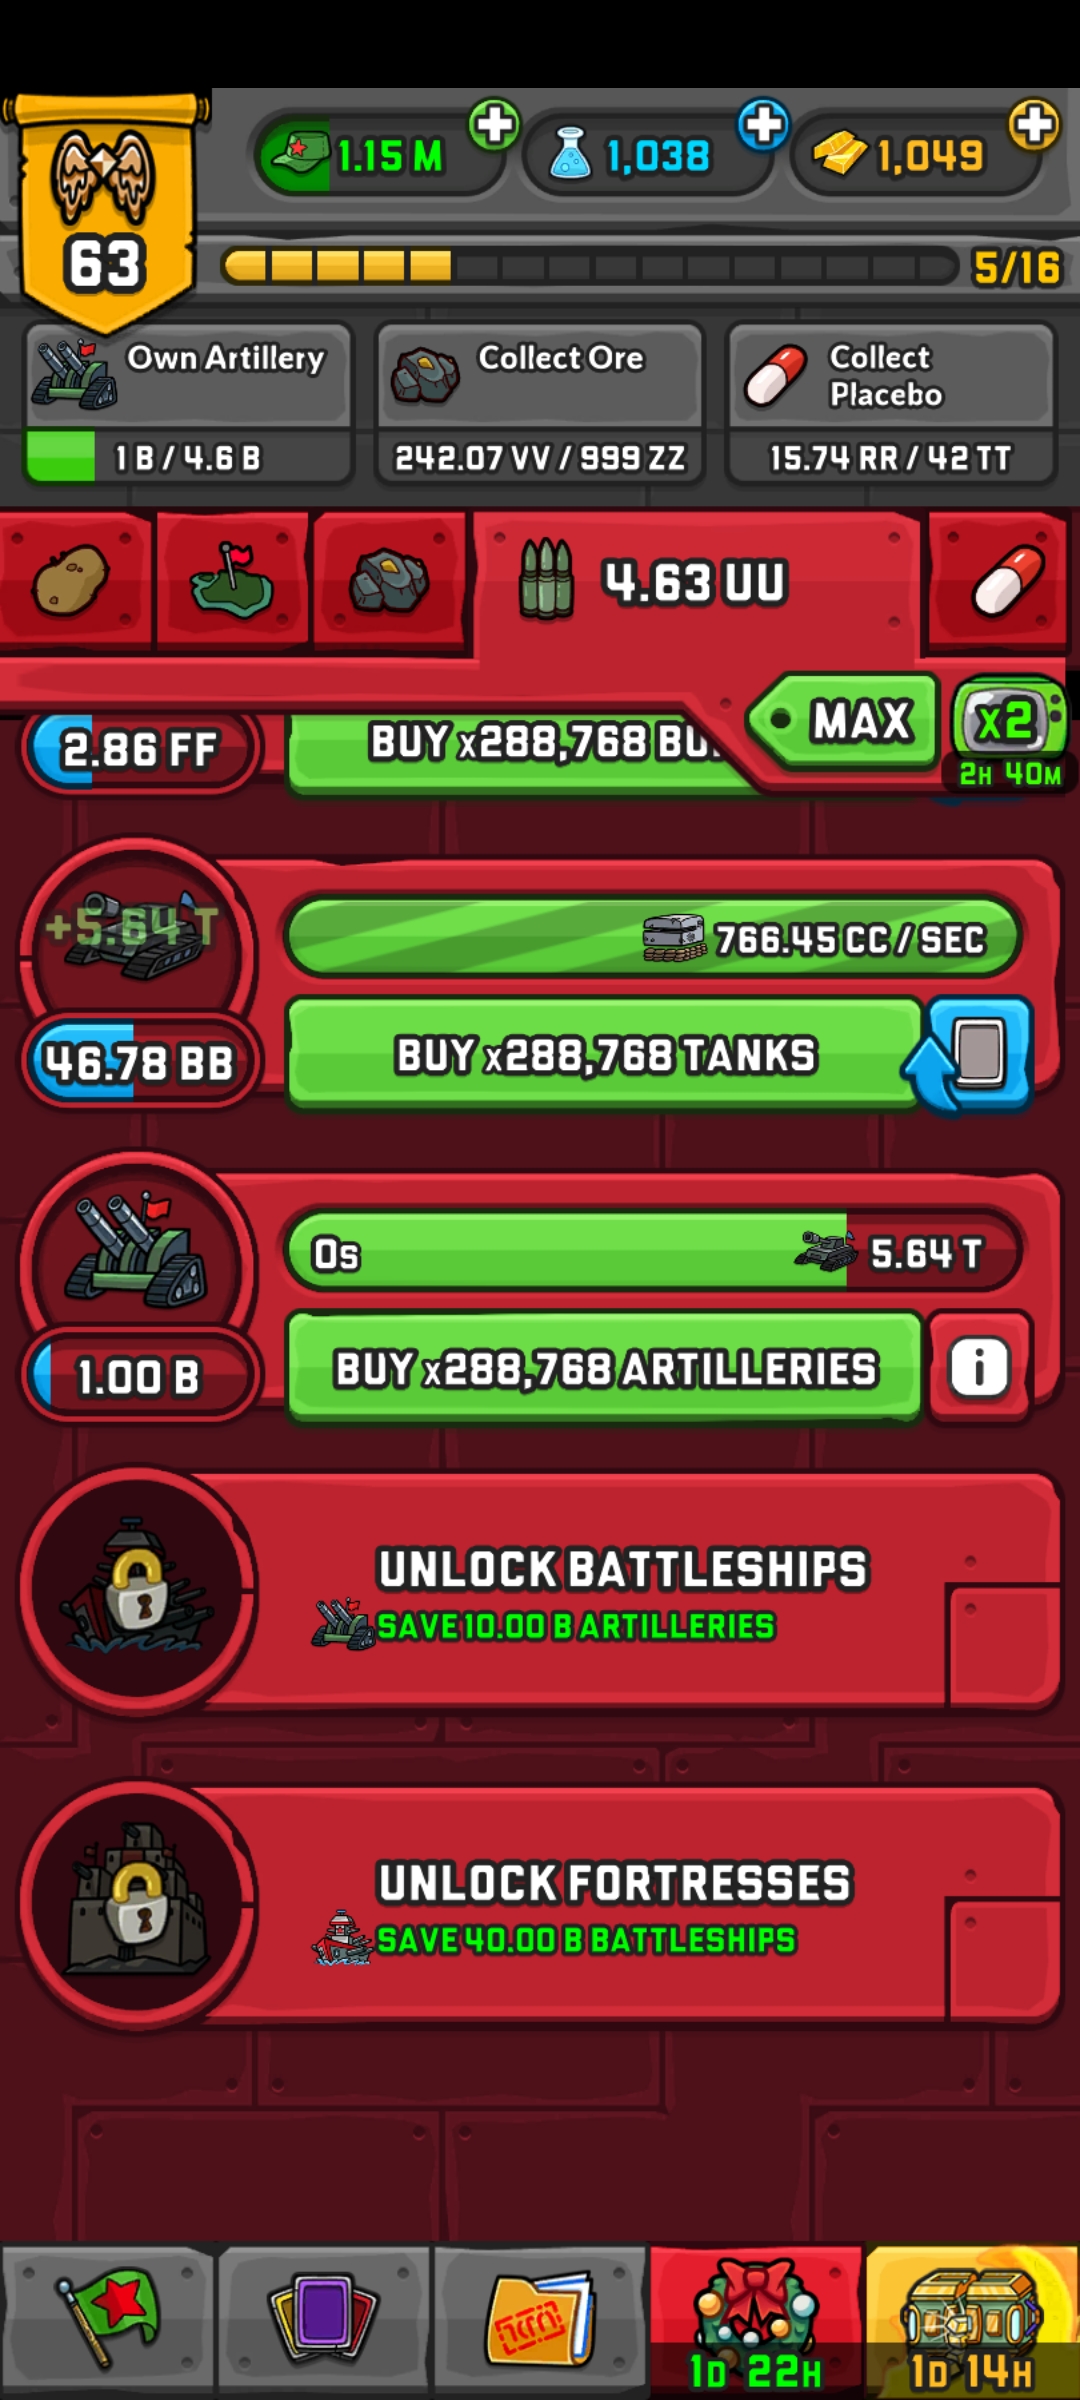 1.15 M
1,038
1,049
63
5/16
Own Artillery
1 B / 4.6 B
Collect Ore
242.07 VV / 999 ZZ
Collect
Placebo
15.74 RR / 42 TT
4.63 UU
MAX
x2
2H 40M
2.86 FF
BUY x288,768 BU
+5.64 T
766.45 CC / SEC
46.78 BB
BUY x288,768 TANKS
0s
5.64 T
1.00 B
BUY x288,768 ARTILLERIES
i
UNLOCK BATTLESHIPS
SAVE 10.00 B ARTILLERIES
UNLOCK FORTRESSES
SAVE 40.00 B BATTLESHIPS
1D 22H
1D 14H